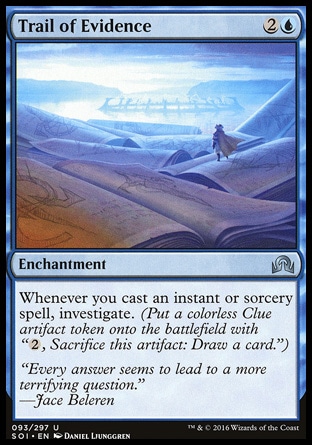 Trail of Evidence 2
Enchantment
Whenever you cast an instant or sorcery
spell, investigate. (Put a colorless Clue
artifact token onto the battlefield with
“2, Sacrifice this artifact: Draw a card.”)
“Every answer seems to lead to a more
terrifying question.”
—Jace Beleren
093/297 U
SOI • EN Daniel Ljunggren
™ & © 2016 Wizards of the Coast